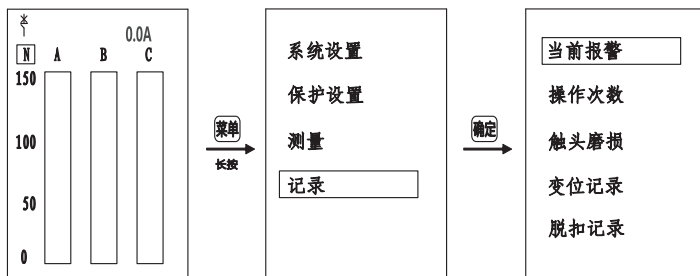 0.0A
N A B C
150
100
50
0
菜单
长按
系统设置
保护设置
测量
记录
确定
当前报警
操作次数
触头磨损
变位记录
脱扣记录